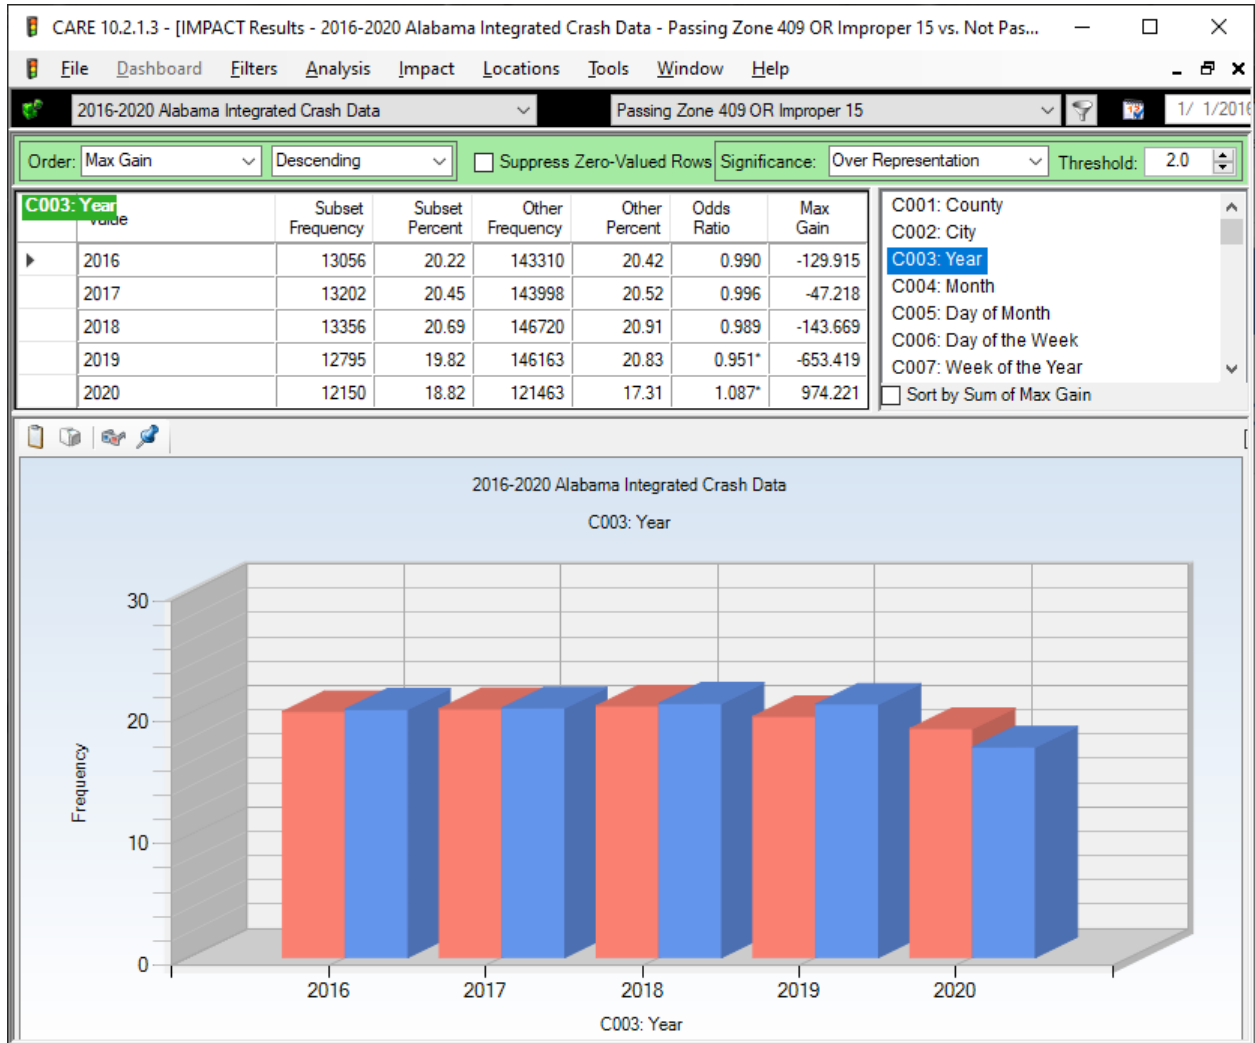 CARE 10.2.1.3 - [IMPACT Results - 2016-2020 Alabama Integrated Crash Data - Passing Zone 409 OR Improper 15 vs. Not Pas...
File Dashboard Filters Analysis Impact Locations Tools Window Help
2016-2020 Alabama Integrated Crash Data Passing Zone 409 OR Improper 15 1/ 1/2016
Order: Max Gain Descending Suppress Zero-Valued Rows Significance: Over Representation Threshold: 2.0
C003: Year
Value Subset Frequency Subset Percent Other Frequency Other Percent Odds Ratio Max Gain
2016 13056 20.22 143310 20.42 0.990 -129.915
2017 13202 20.45 143998 20.52 0.996 -47.218
2018 13356 20.69 146720 20.91 0.989 -143.669
2019 12795 19.82 146163 20.83 0.951* -653.419
2020 12150 18.82 121463 17.31 1.087* 974.221
C001: County
C002: City
C003: Year
C004: Month
C005: Day of Month
C006: Day of the Week
C007: Week of the Year
Sort by Sum of Max Gain
2016-2020 Alabama Integrated Crash Data
C003: Year
Frequency
30
20
10
0
2016 2017 2018 2019 2020
C003: Year